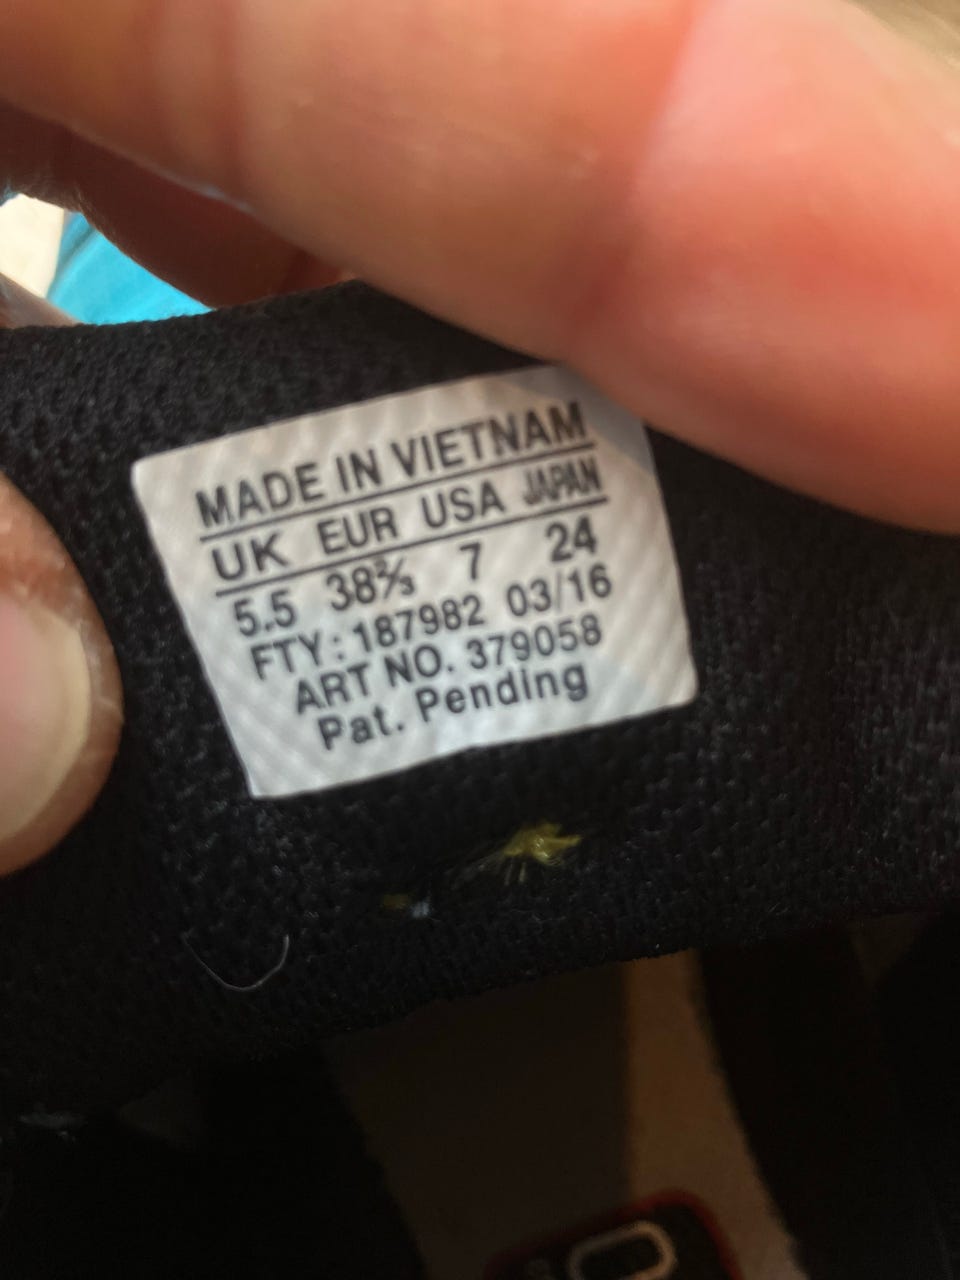 MADE IN VIETNAM
UK EUR USA JAPAN
5.5 38⅔ 7 24
FTY: 187982 03/16
ART NO. 379058
Pat. Pending